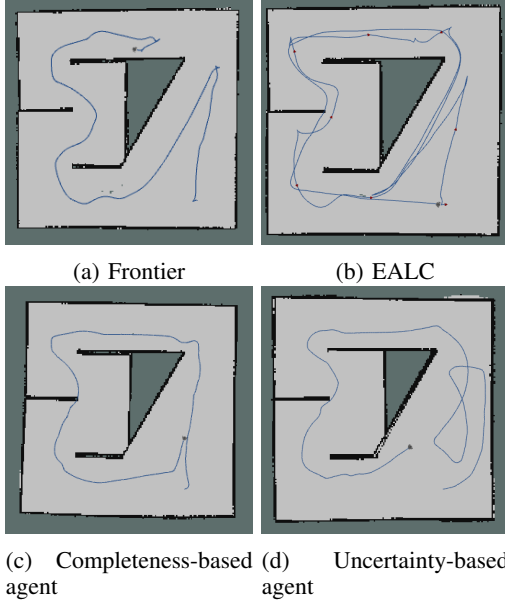 (a) Frontier
(b) EALC
(c) Completeness-based agent
(d) Uncertainty-based agent